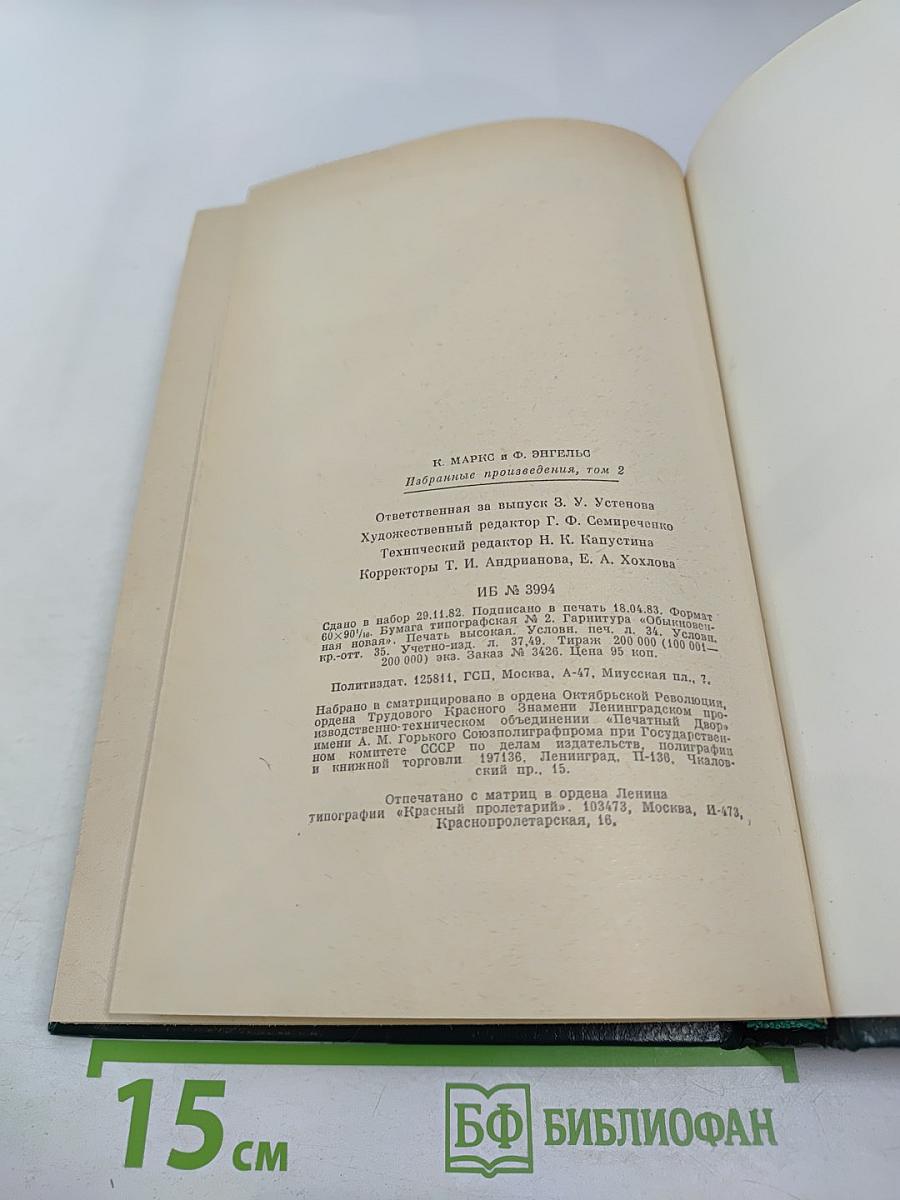 К. МАРКС и Ф. ЭНГЕЛЬС
Избранные произведения, том 2
Ответственная за выпуск З. У. Устенова
Художественный редактор Г. Ф. Семиреченко
Технический редактор Н. К. Капустина
Корректоры Т. И. Андрианова, Е. А. Хохлова
ИБ № 3994
Сдано в набор 29.11.82. Подписано в печать 18.04.83. Формат
60×90¹/₁₆. Бумага типографская № 2. Гарнитура «Обыкновен-
ная новая». Печать высокая. Условн. печ. л. 34. Условн.
кр.-отт. 35. Учетно-изд. л. 37,49. Тираж 200 000 (100 001—
200 000) экз. Заказ № 3426. Цена 95 коп.
Политиздат. 125811, ГСП, Москва, А-47, Миусская пл., 7.
Набрано и сматрицировано в ордена Октябрьской Революции,
ордена Трудового Красного Знамени Ленинградском про-
изводственно-техническом объединении «Печатный Двор»
имени А. М. Горького Союзполиграфпрома при Государствен-
ном комитете СССР по делам издательств, полиграфии
и книжной торговли 197136, Ленинград, П-136, Чкалов-
ский пр., 15.
Отпечатано с матриц в ордена Ленина
типографии «Красный пролетарий». 103473, Москва, И-473,
Краснопролетарская, 16.
15 см
БФ БИБЛИОФАН